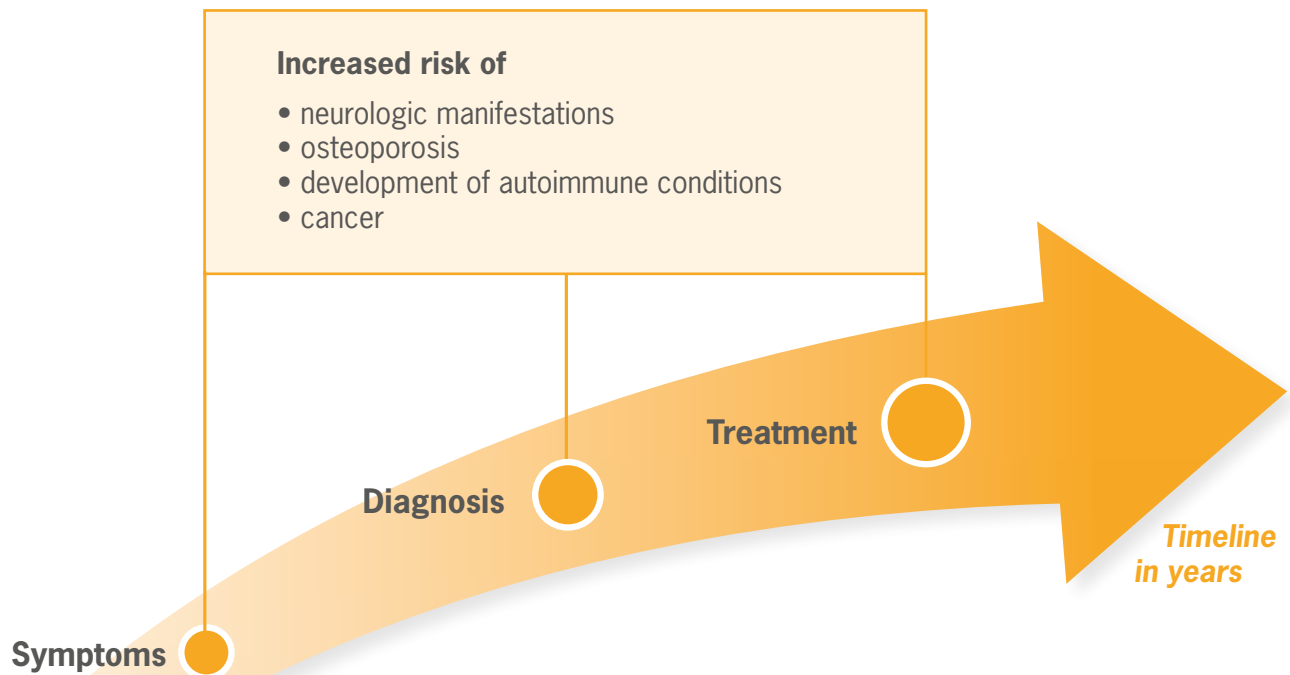 Increased risk of
• neurologic manifestations
• osteoporosis
• development of autoimmune conditions
• cancer
Treatment
Diagnosis
Timeline
in years
Symptoms